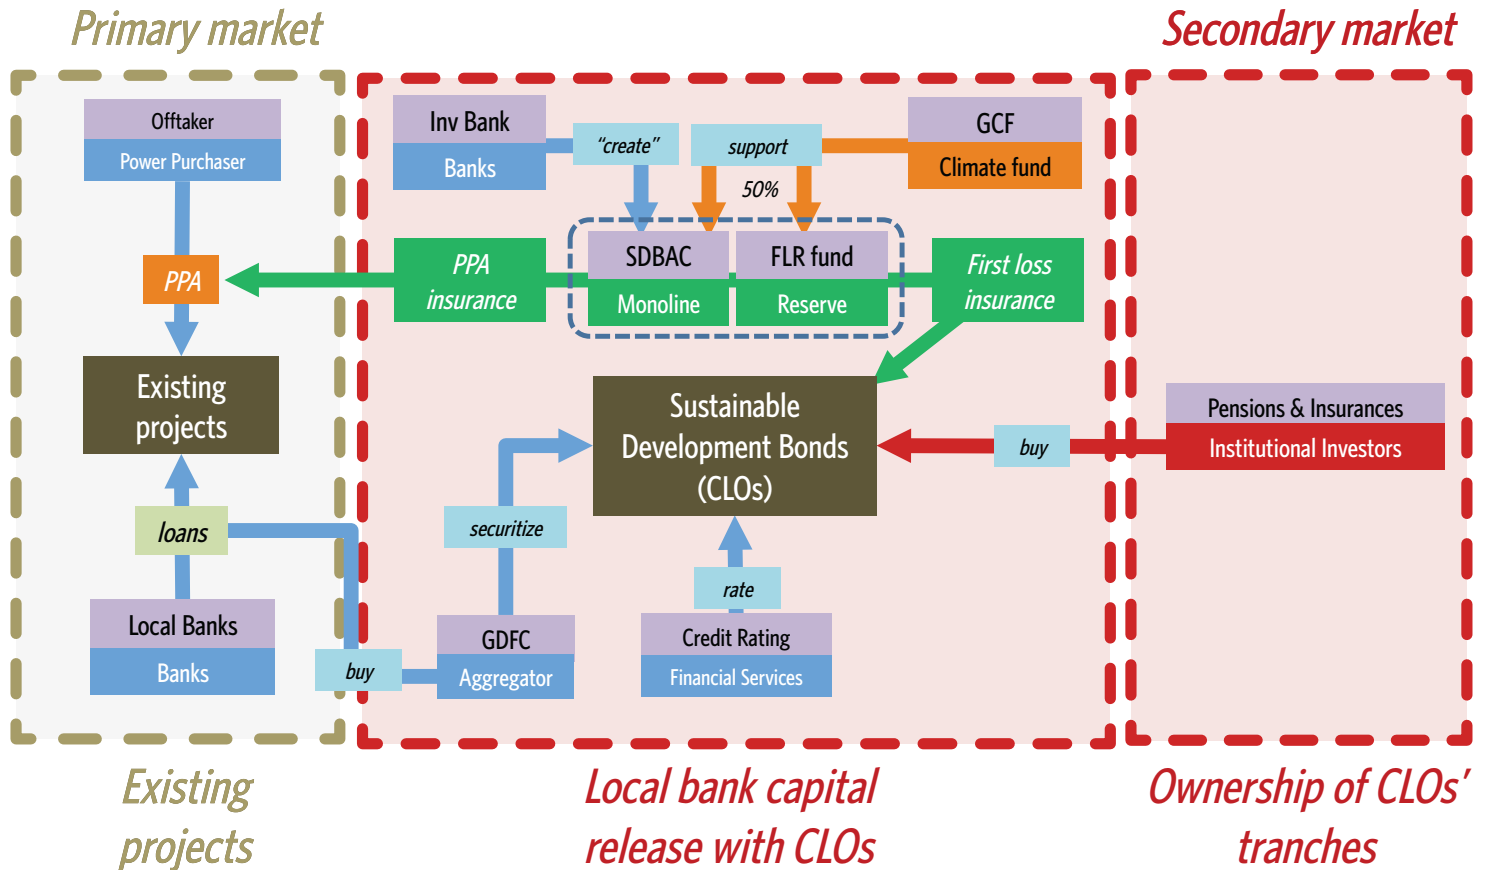 Primary market
Secondary market
Offtaker
Power Purchaser
PPA
Existing
projects
loans
Local Banks
Banks
Inv Bank
Banks
“create”
support
50%
GCF
Climate fund
PPA
insurance
SDBAC
Monoline
FLR fund
Reserve
First loss
insurance
Sustainable
Development Bonds
(CLOs)
securitize
rate
buy
GDFC
Aggregator
Credit Rating
Financial Services
buy
Pensions & Insurances
Institutional Investors
Existing
projects
Local bank capital
release with CLOs
Ownership of CLOs’
tranches